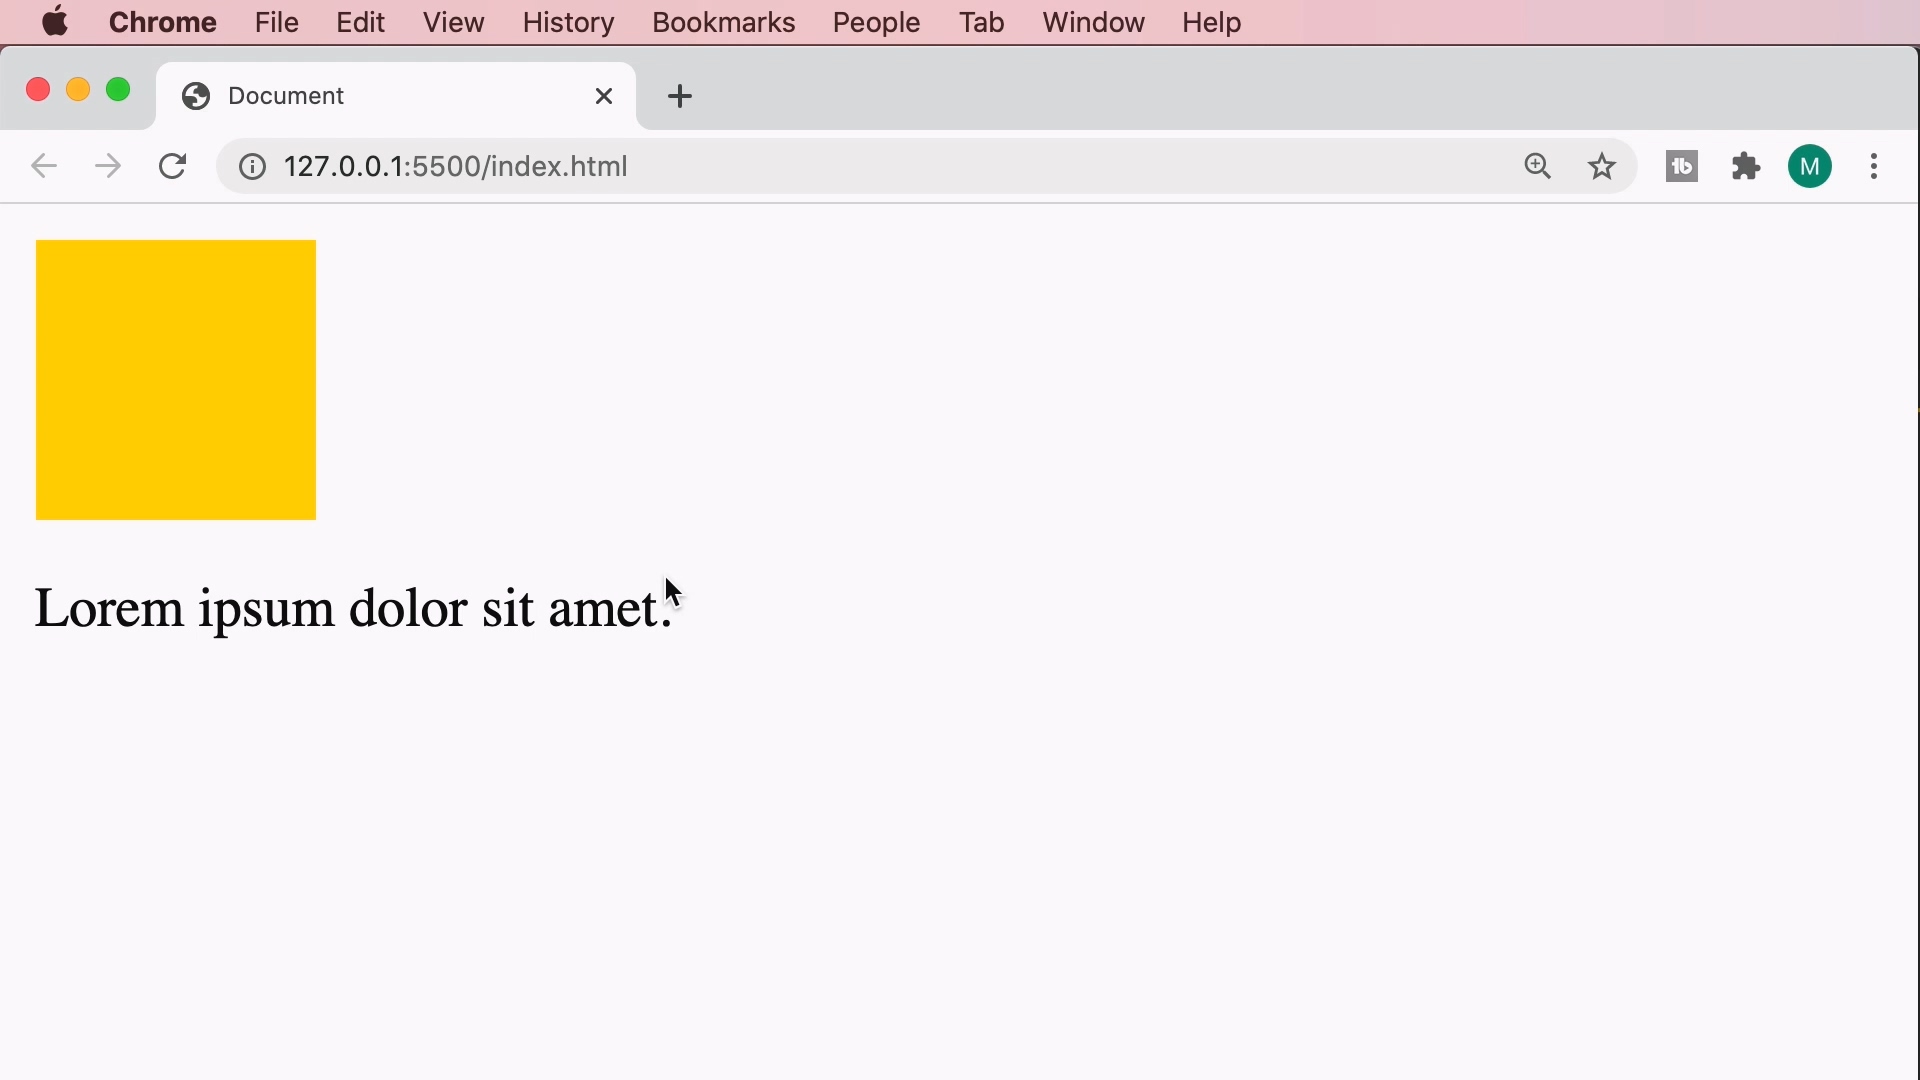 Chrome File Edit View History Bookmarks People Tab Window Help
Document
127.0.0.1:5500/index.html
tb
M
Lorem ipsum dolor sit amet.